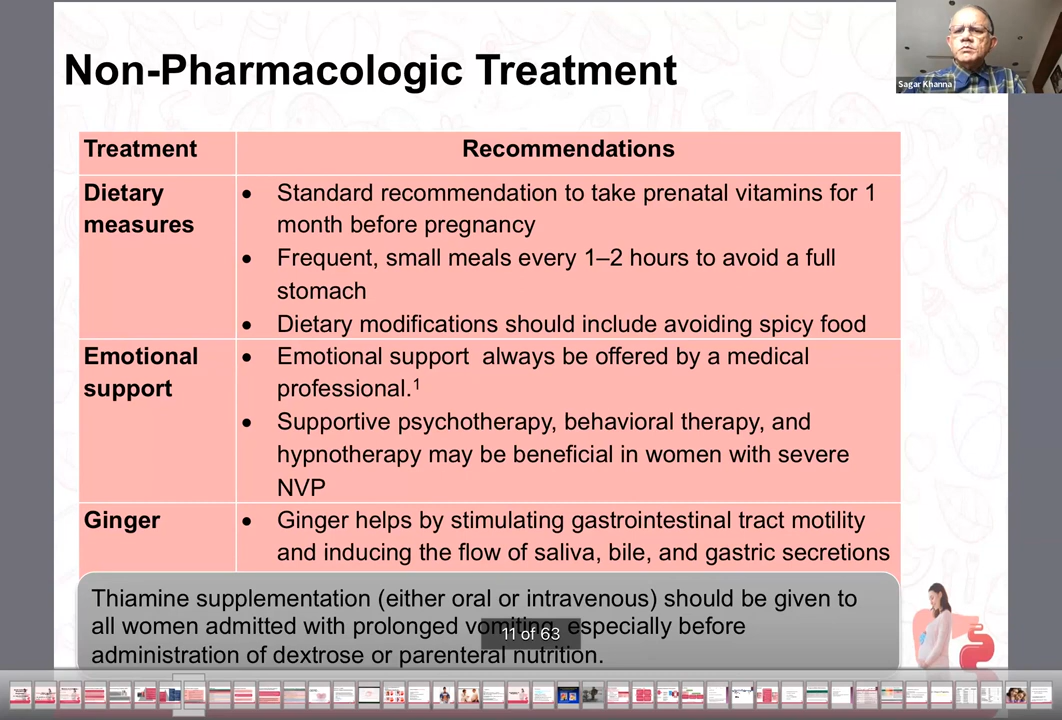 Non-Pharmacologic Treatment
Sagar Khanna
Treatment
Recommendations
Dietary
measures
• Standard recommendation to take prenatal vitamins for 1
month before pregnancy
• Frequent, small meals every 1–2 hours to avoid a full
stomach
• Dietary modifications should include avoiding spicy food
Emotional
support
• Emotional support always be offered by a medical
professional.¹
• Supportive psychotherapy, behavioral therapy, and
hypnotherapy may be beneficial in women with severe
NVP
Ginger
• Ginger helps by stimulating gastrointestinal tract motility
and inducing the flow of saliva, bile, and gastric secretions
Thiamine supplementation (either oral or intravenous) should be given to
all women admitted with prolonged vomiting, especially before
administration of dextrose or parenteral nutrition.
11 of 63